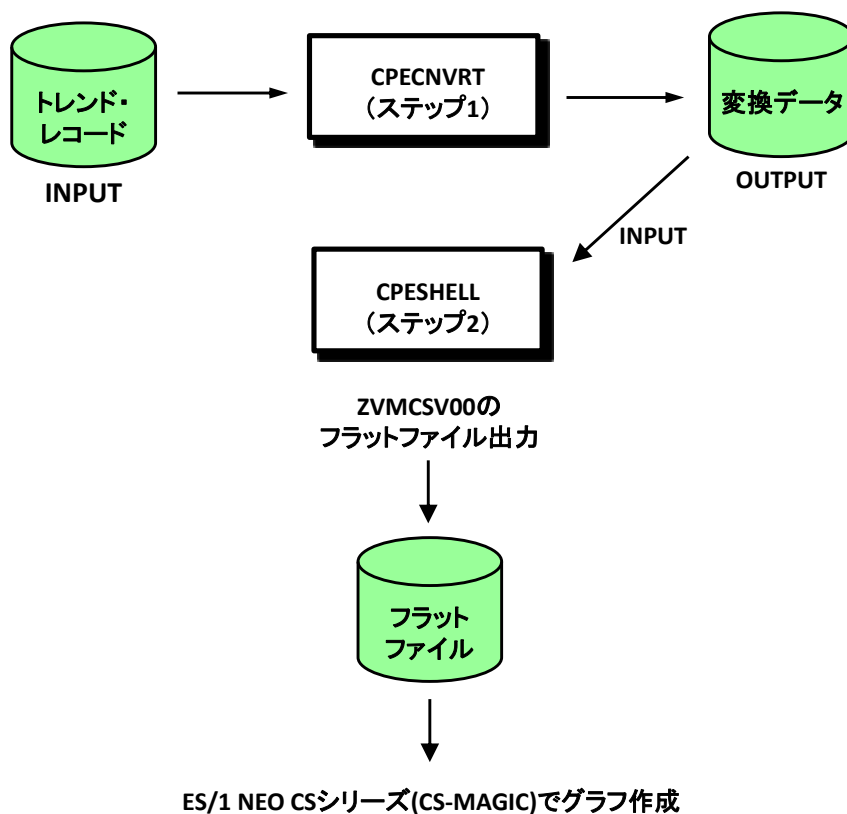 トレンド・
レコード
INPUT
CPECNVRT
（ステップ1）
変換データ
OUTPUT
INPUT
CPESHELL
（ステップ2）
ZVMCSV00の
フラットファイル出力
フラット
ファイル
ES/1 NEO CSシリーズ(CS-MAGIC)でグラフ作成